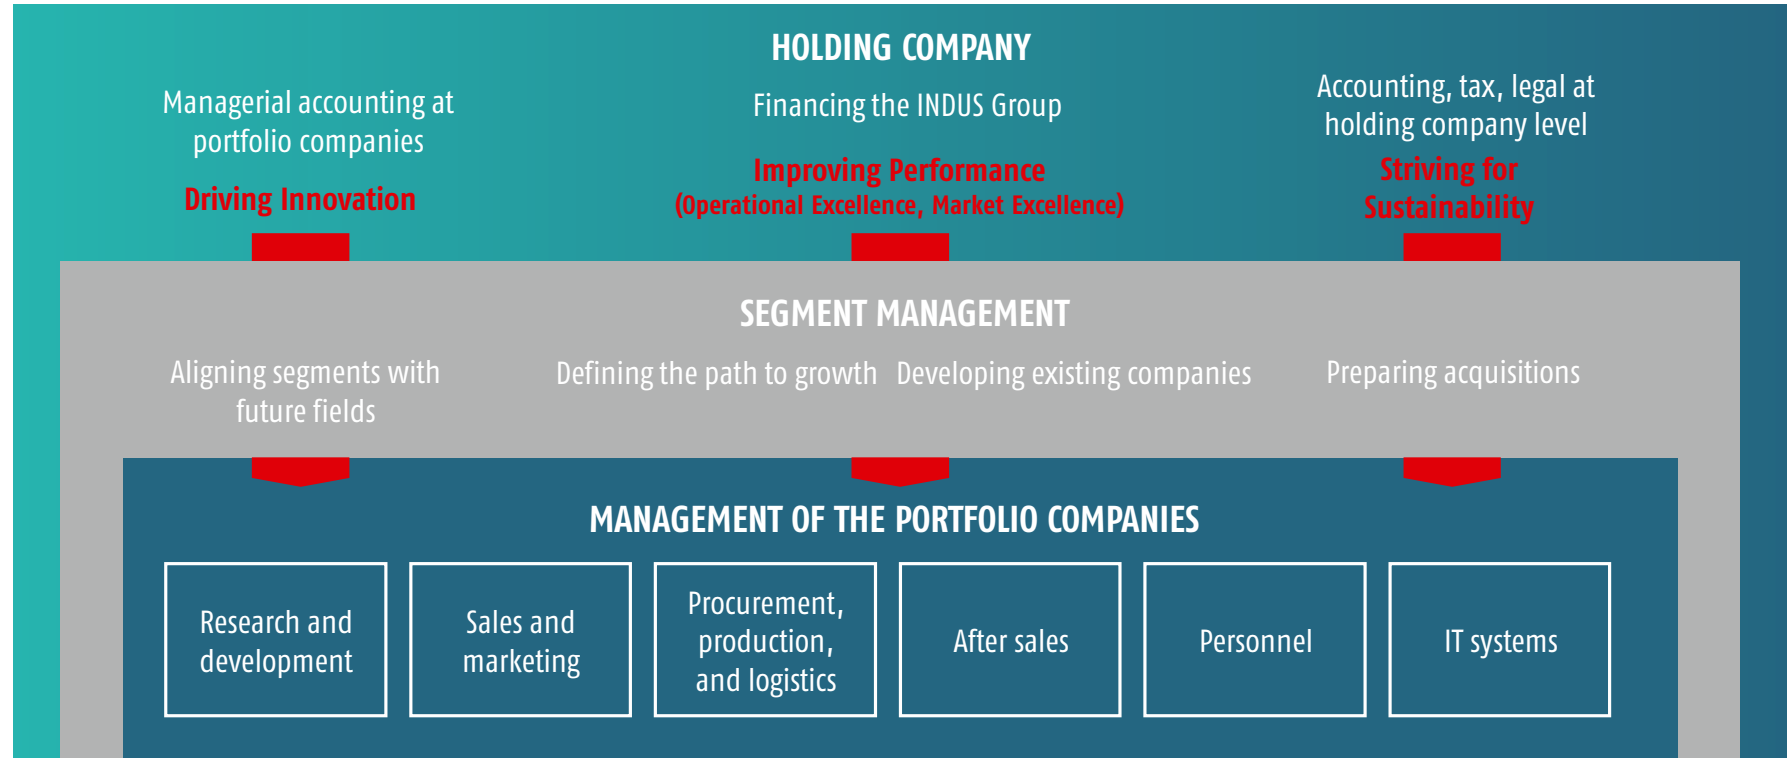 HOLDING COMPANY
Managerial accounting at
portfolio companies
Driving Innovation
Financing the INDUS Group
Improving Performance
(Operational Excellence, Market Excellence)
Accounting, tax, legal at
holding company level
Striving for
Sustainability
SEGMENT MANAGEMENT
Aligning segments with
future fields
Defining the path to growth
Developing existing companies
Preparing acquisitions
MANAGEMENT OF THE PORTFOLIO COMPANIES
Research and
development
Sales and
marketing
Procurement,
production,
and logistics
After sales
Personnel
IT systems